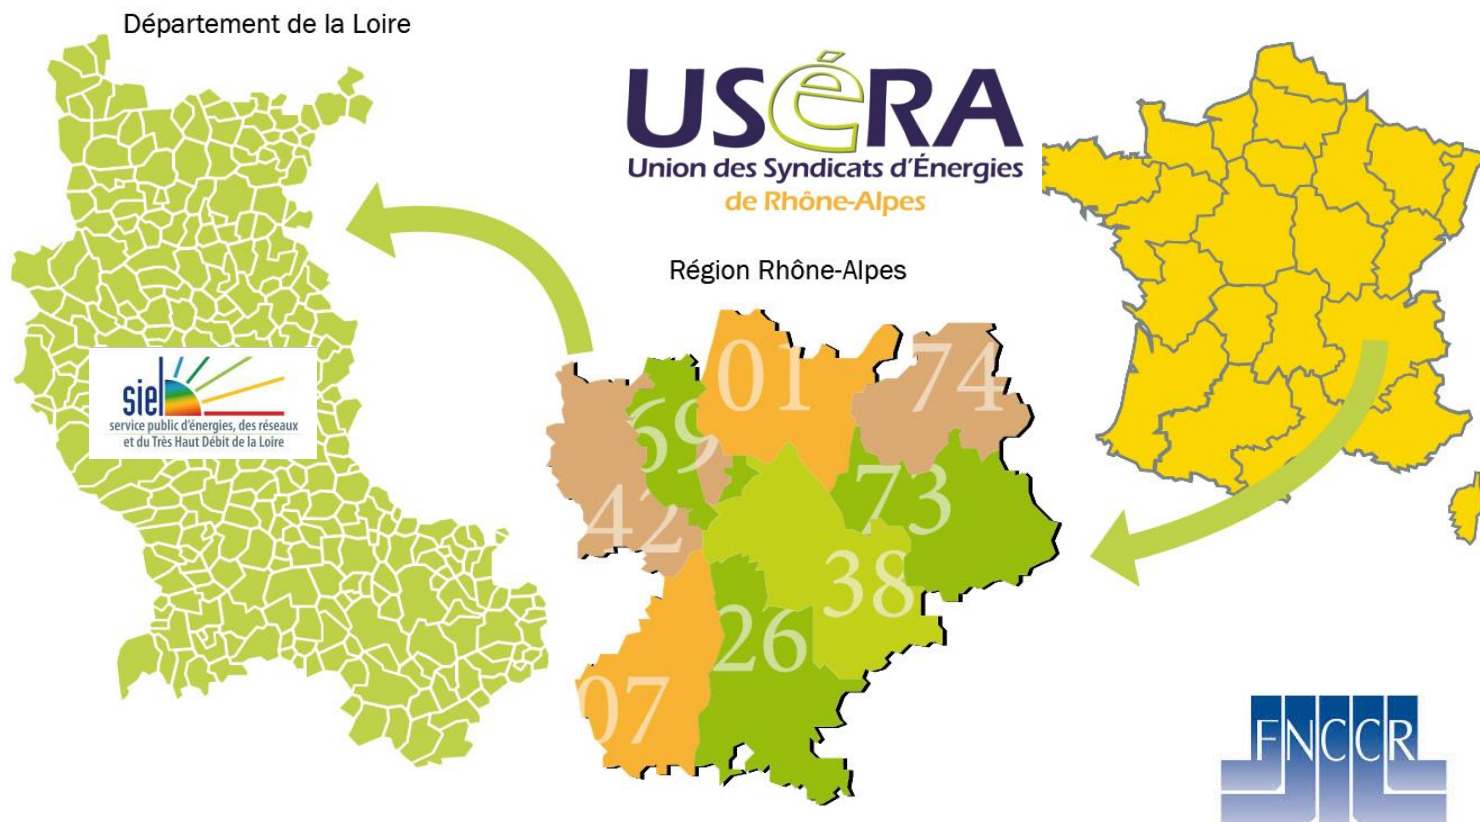 Département de la Loire
USéRA
Union des Syndicats d'Énergies
de Rhône-Alpes
Région Rhône-Alpes
siel
service public d'énergies, des réseaux
et du Très Haut Débit de la Loire
01
74
69
73
42
38
26
07
FNCCR